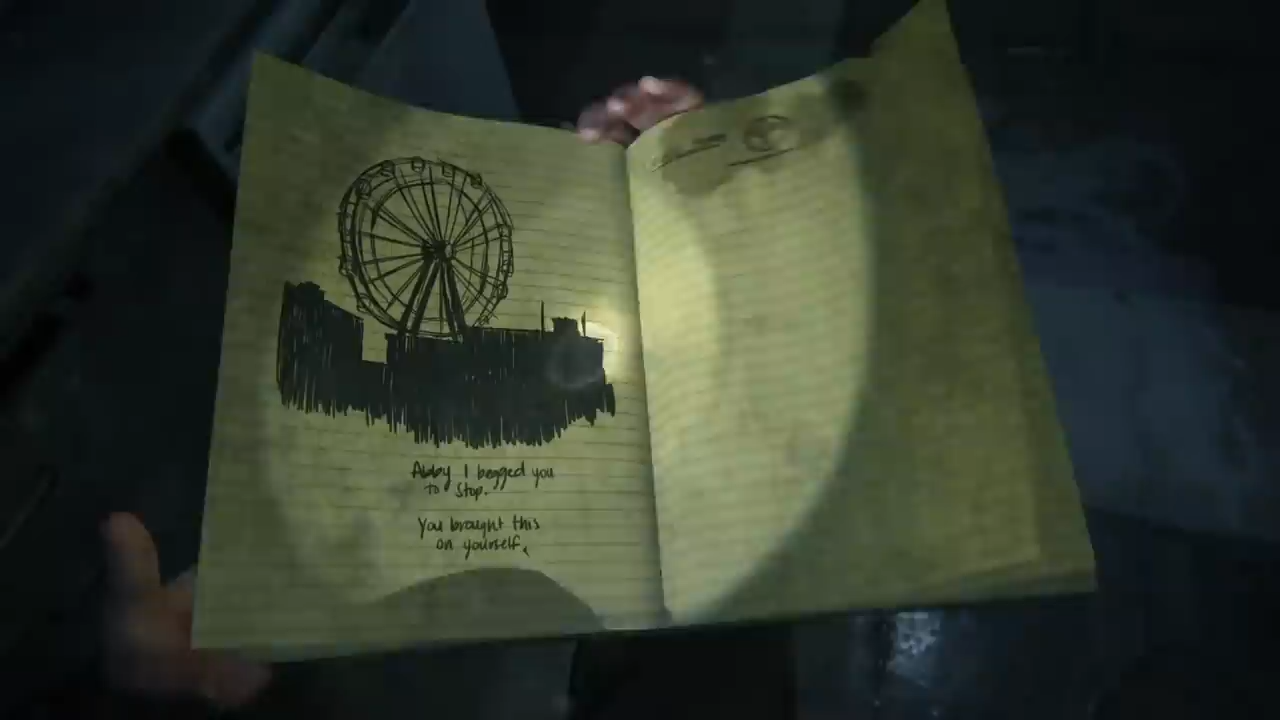 Abby I begged you
to stop.
You brought this
on yourself.